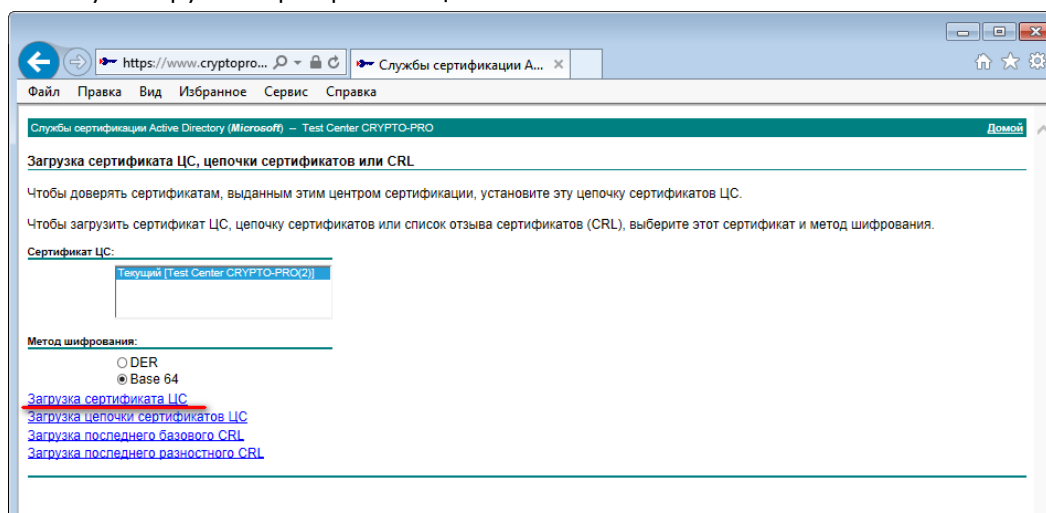 https://www.cryptopro...
Службы сертификации А...
Файл Правка Вид Избранное Сервис Справка
Службы сертификации Active Directory (Microsoft) – Test Center CRYPTO-PRO Домой
Загрузка сертификата ЦС, цепочки сертификатов или CRL
Чтобы доверять сертификатам, выданным этим центром сертификации, установите эту цепочку сертификатов ЦС.
Чтобы загрузить сертификат ЦС, цепочку сертификатов или список отзыва сертификатов (CRL), выберите этот сертификат и метод шифрования.
Сертификат ЦС:
Текущий [Test Center CRYPTO-PRO(2)]
Метод шифрования:
DER
Base 64
Загрузка сертификата ЦС
Загрузка цепочки сертификатов ЦС
Загрузка последнего базового CRL
Загрузка последнего разностного CRL